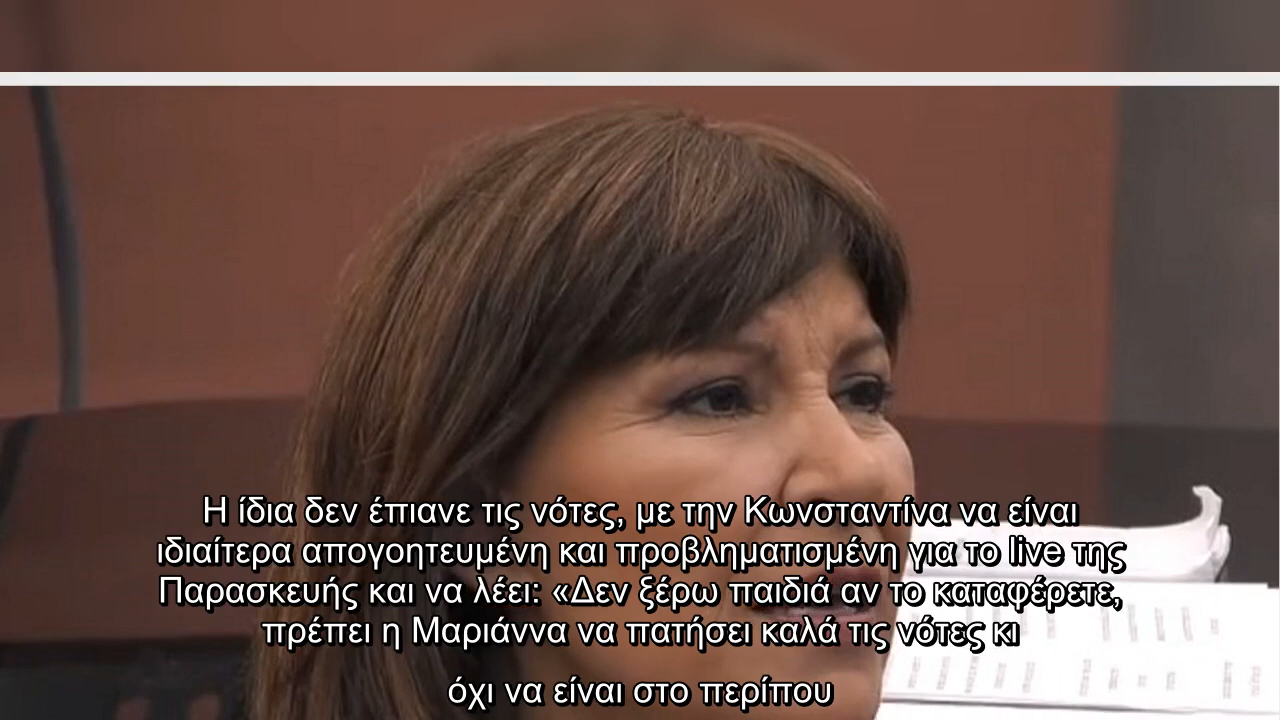 Η ίδια δεν έπιανε τις νότες, με την Κωνσταντίνα να είναι
ιδιαίτερα απογοητευμένη και προβληματισμένη για το live της
Παρασκευής και να λέει: «Δεν ξέρω παιδιά αν το καταφέρετε,
πρέπει η Μαριάννα να πατήσει καλά τις νότες κι
όχι να είναι στο περίπου